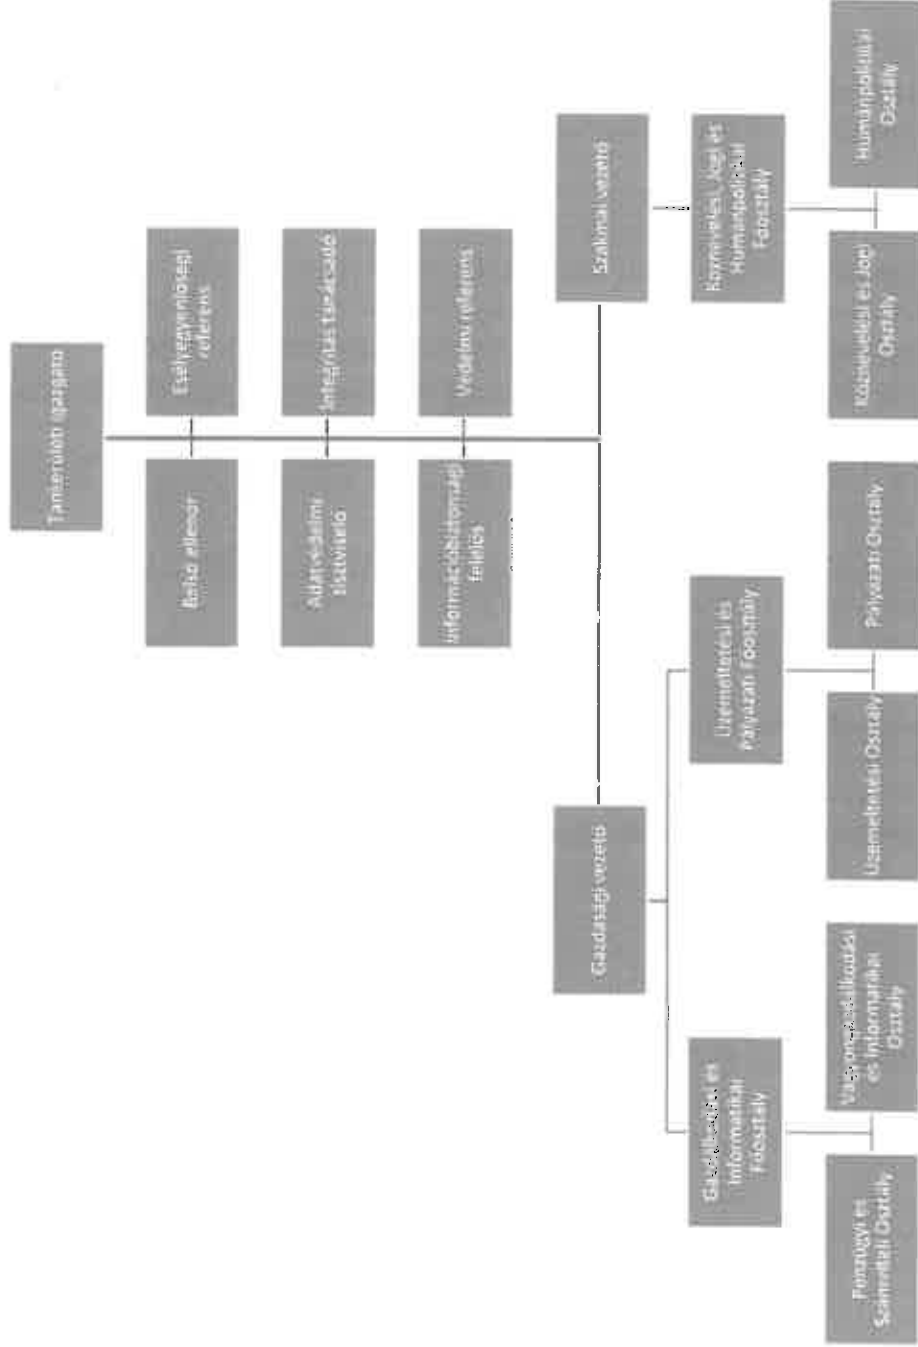 Tankerületi igazgató
Belső ellenőr
Esélyegyenlőségi
referens
Adatvédelmi
tisztviselő
Integritás tanácsadó
Információbiztonsági
felelős
Védelmi referens
Gazdasági vezető
Szakmai vezető
Gazdálkodási és
Informatikai
Főosztály
Üzemeltetési és
Pályázati Főosztály
Köznevelési, Jogi és
Humánpolitikai
Főosztály
Pénzügyi és
Számviteli Osztály
Vagyongazdálkodási
és Informatikai
Osztály
Üzemeltetési Osztály
Pályázati Osztály
Köznevelési és Jogi
Osztály
Humánpolitikai
Osztály